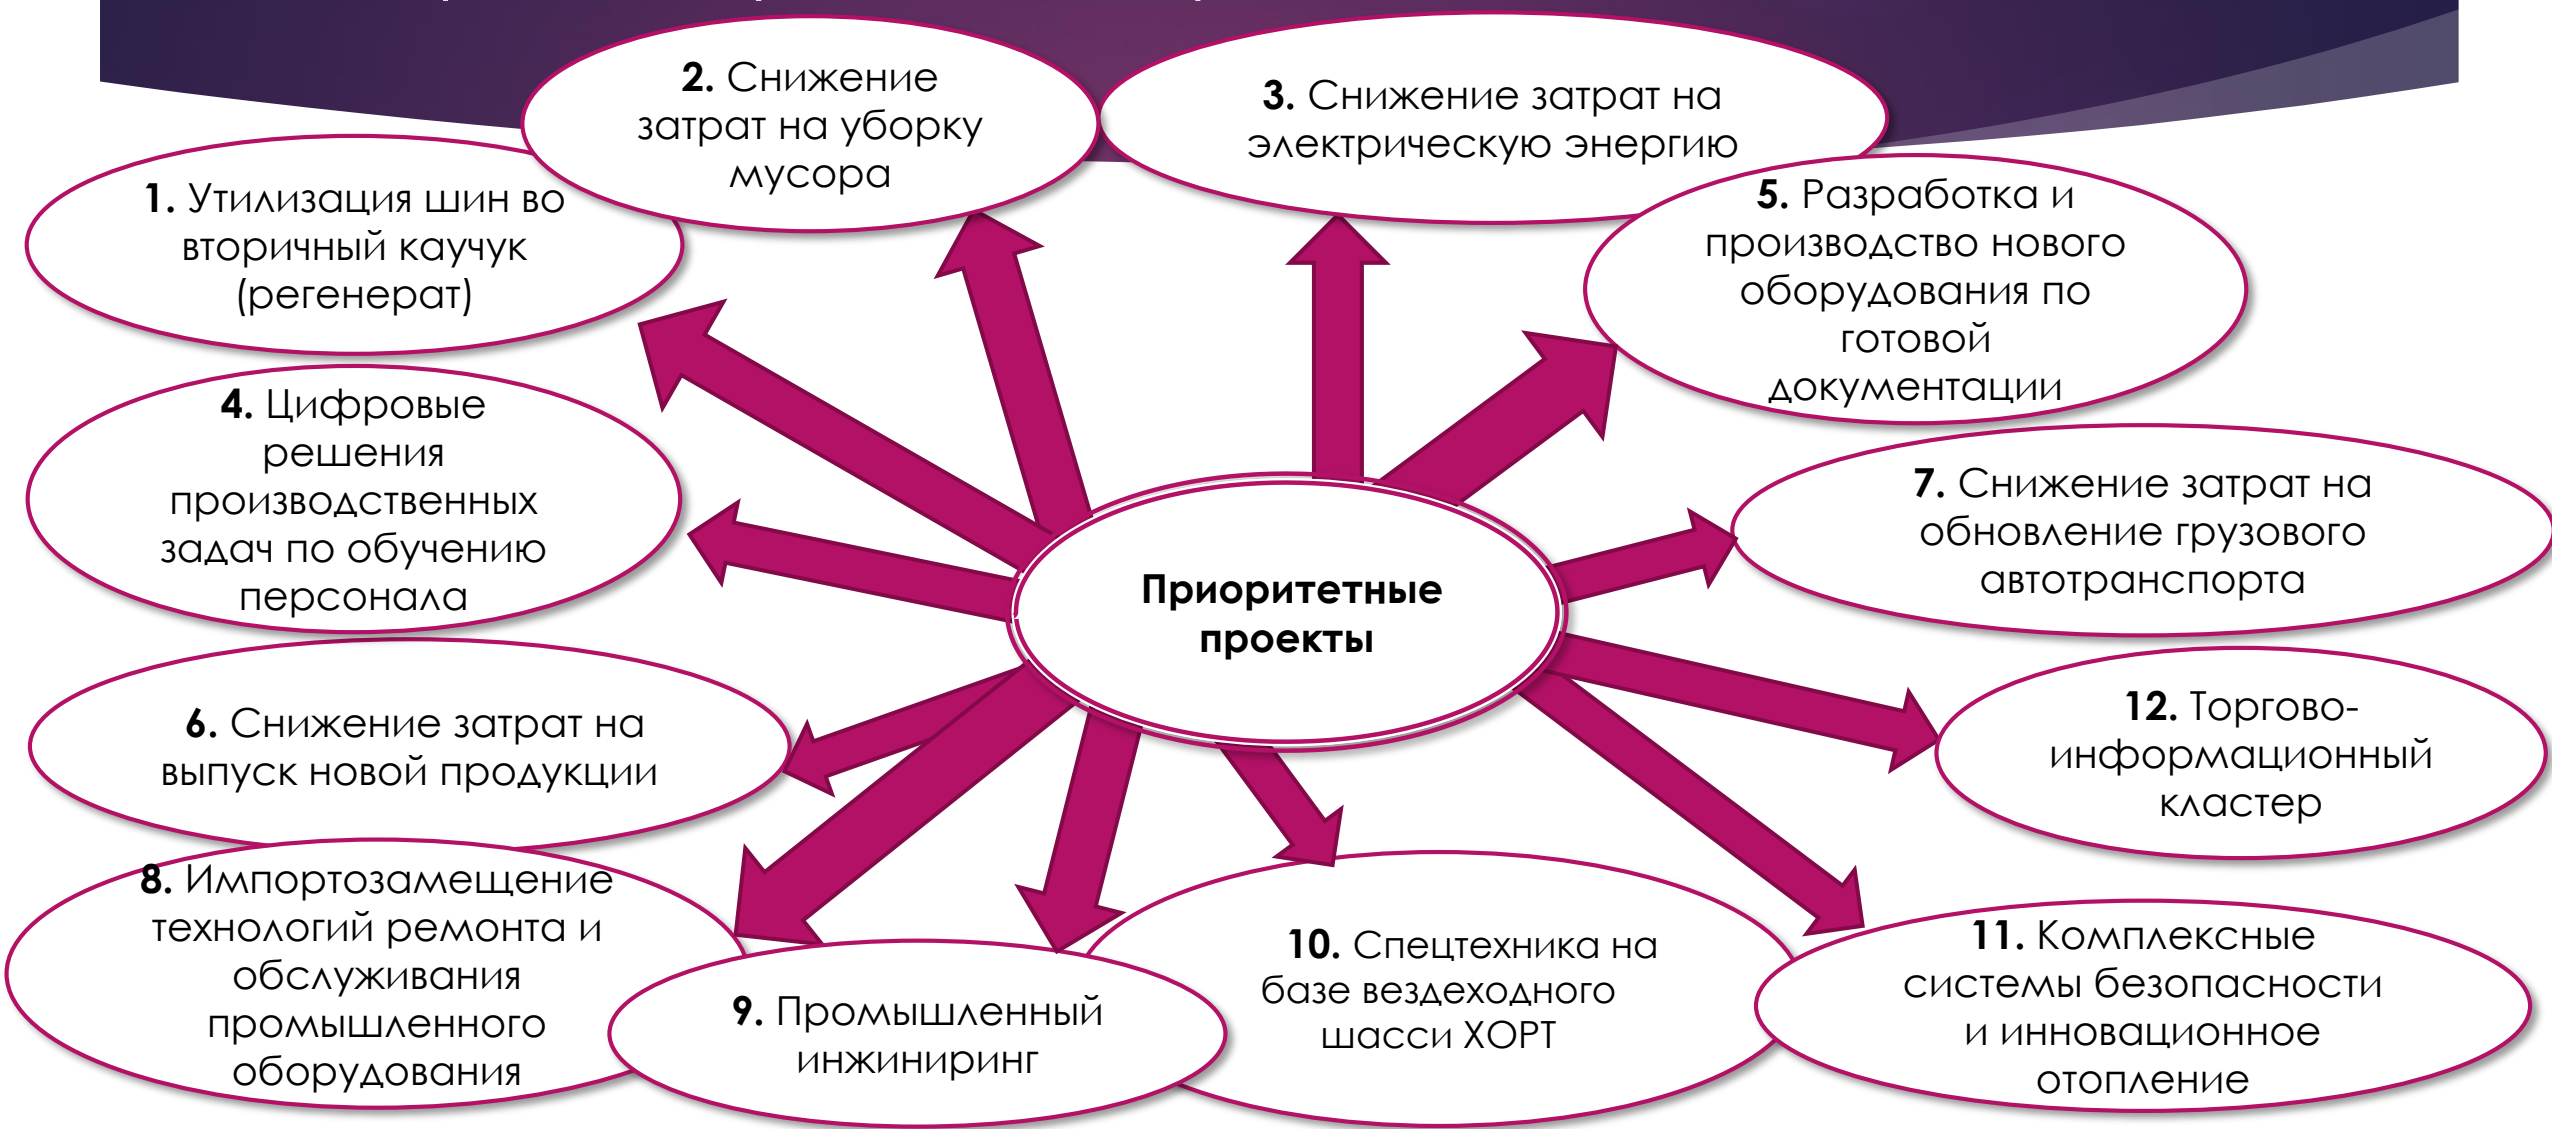 2. Снижение
затрат на уборку
мусора
3. Снижение затрат на
электрическую энергию
1. Утилизация шин во
вторичный каучук
(регенерат)
5. Разработка и
производство нового
оборудования по
готовой
документации
4. Цифровые
решения
производственных
задач по обучению
персонала
7. Снижение затрат на
обновление грузового
автотранспорта
Приоритетные
проекты
6. Снижение затрат на
выпуск новой продукции
12. Торгово-
информационный
кластер
8. Импортозамещение
технологий ремонта и
обслуживания
промышленного
оборудования
9. Промышленный
инжиниринг
10. Спецтехника на
базе вездеходного
шасси ХОРТ
11. Комплексные
системы безопасности
и инновационное
отопление